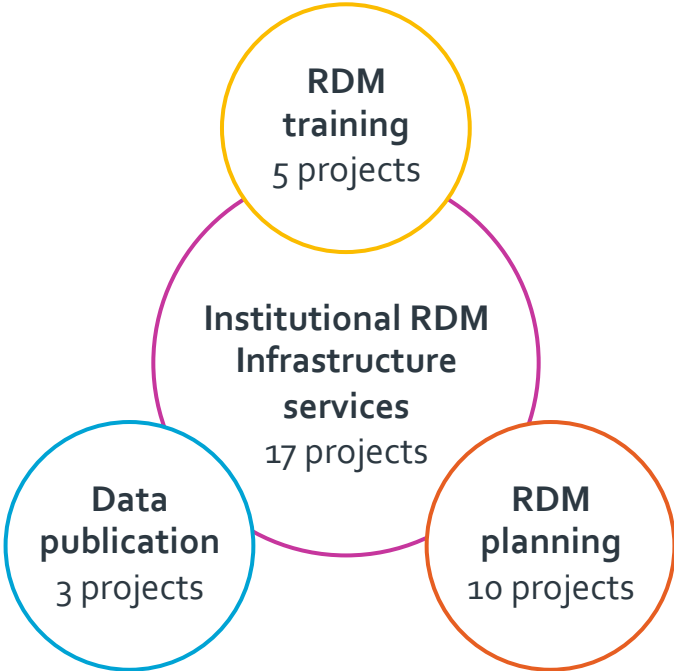 RDM
training
5 projects
Institutional RDM
Infrastructure
services
17 projects
Data
publication
3 projects
RDM
planning
10 projects